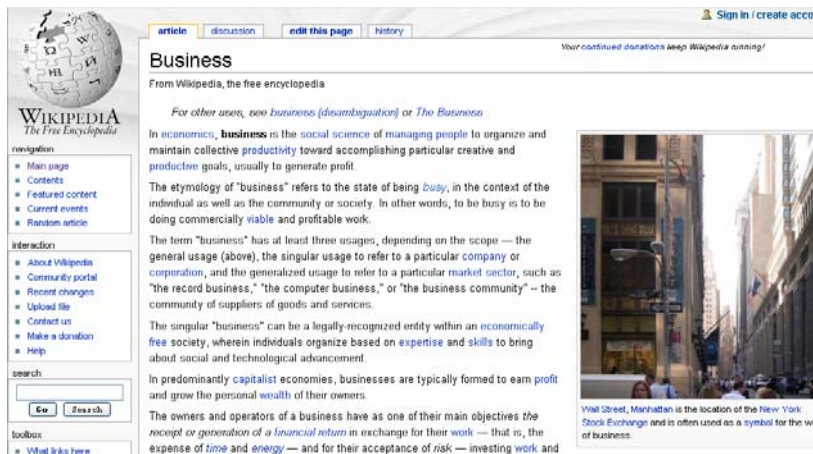 Sign in / create acco
article
discussion
edit this page
history
Your continued donations keep Wikipedia running!
Business
From Wikipedia, the free encyclopedia
For other uses, see business (disambiguation) or The Business
In economics, business is the social science of managing people to organize and
maintain collective productivity toward accomplishing particular creative and
productive goals, usually to generate profit.
The etymology of "business" refers to the state of being busy, in the context of the
individual as well as the community or society. In other words, to be busy is to be
doing commercially viable and profitable work.
The term "business" has at least three usages, depending on the scope — the
general usage (above), the singular usage to refer to a particular company or
corporation, and the generalized usage to refer to a particular market sector, such as
"the record business," "the computer business," or "the business community" -- the
community of suppliers of goods and services.
The singular "business" can be a legally-recognized entity within an economically
free society, wherein individuals organize based on expertise and skills to bring
about social and technological advancement.
In predominantly capitalist economies, businesses are typically formed to earn profit
and grow the personal wealth of their owners.
The owners and operators of a business have as one of their main objectives the
receipt or generation of a financial return in exchange for their work — that is, the
expense of time and energy — and for their acceptance of risk — investing work and
WIKIPEDIA
The Free Encyclopedia
navigation
Main page
Contents
Featured content
Current events
Random article
interaction
About Wikipedia
Community portal
Recent changes
Upload file
Contact us
Make a donation
Help
search
Go
Search
toolbox
What links here
Wall Street, Manhattan is the location of the New York
Stock Exchange and is often used as a symbol for the w
of business.